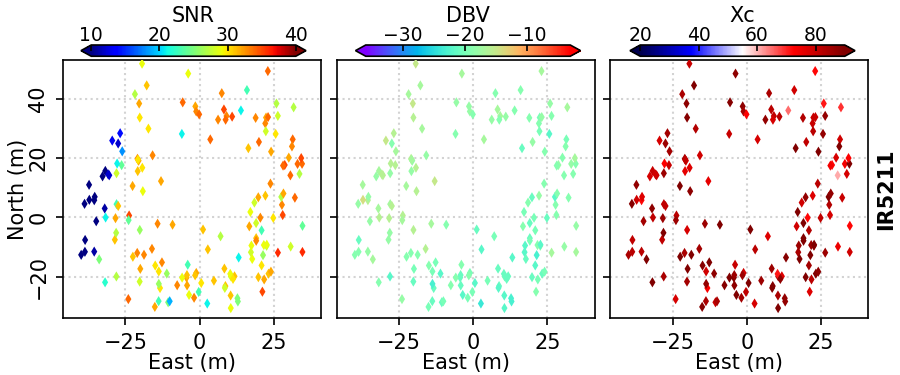 SNR
10 20 30 40
DBV
−30 −20 −10
Xc
20 40 60 80
North (m)
40
20
0
−20
−25 0 25
East (m)
−25 0 25
East (m)
−25 0 25
East (m)
IR5211